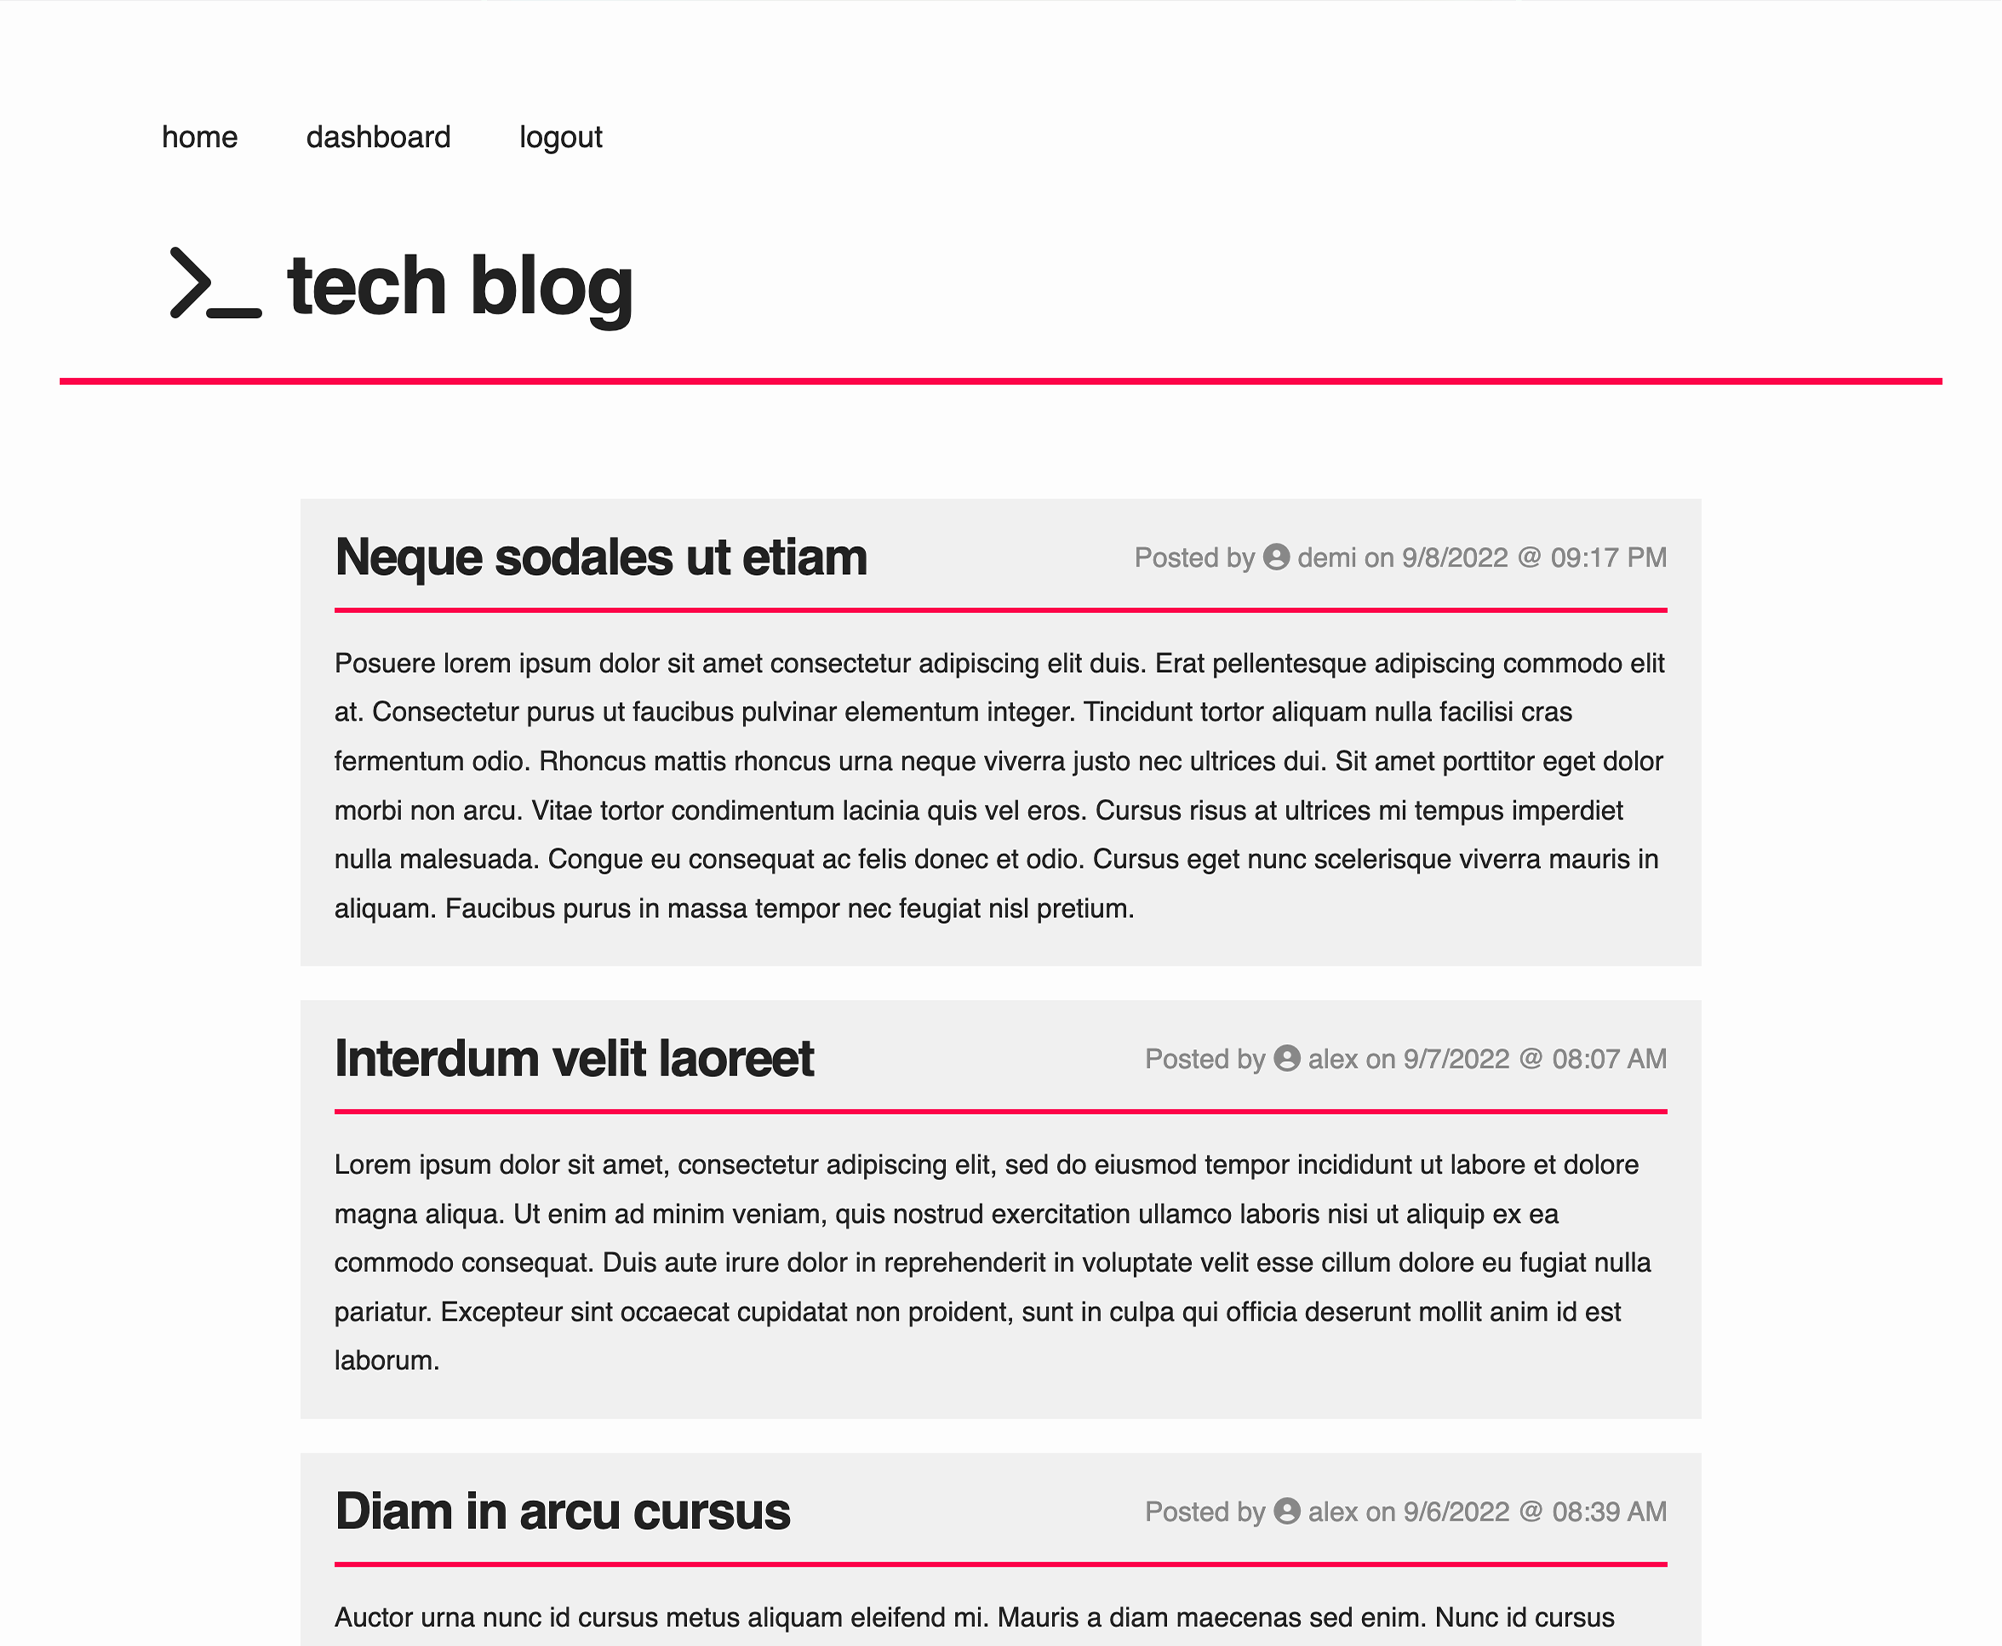 home dashboard logout
>_ tech blog
Neque sodales ut etiam
Posted by demi on 9/8/2022 @ 09:17 PM
Posuere lorem ipsum dolor sit amet consectetur adipiscing elit duis. Erat pellentesque adipiscing commodo elit
at. Consectetur purus ut faucibus pulvinar elementum integer. Tincidunt tortor aliquam nulla facilisi cras
fermentum odio. Rhoncus mattis rhoncus urna neque viverra justo nec ultrices dui. Sit amet porttitor eget dolor
morbi non arcu. Vitae tortor condimentum lacinia quis vel eros. Cursus risus at ultrices mi tempus imperdiet
nulla malesuada. Congue eu consequat ac felis donec et odio. Cursus eget nunc scelerisque viverra mauris in
aliquam. Faucibus purus in massa tempor nec feugiat nisl pretium.
Interdum velit laoreet
Posted by alex on 9/7/2022 @ 08:07 AM
Lorem ipsum dolor sit amet, consectetur adipiscing elit, sed do eiusmod tempor incididunt ut labore et dolore
magna aliqua. Ut enim ad minim veniam, quis nostrud exercitation ullamco laboris nisi ut aliquip ex ea
commodo consequat. Duis aute irure dolor in reprehenderit in voluptate velit esse cillum dolore eu fugiat nulla
pariatur. Excepteur sint occaecat cupidatat non proident, sunt in culpa qui officia deserunt mollit anim id est
laborum.
Diam in arcu cursus
Posted by alex on 9/6/2022 @ 08:39 AM
Auctor urna nunc id cursus metus aliquam eleifend mi. Mauris a diam maecenas sed enim. Nunc id cursus